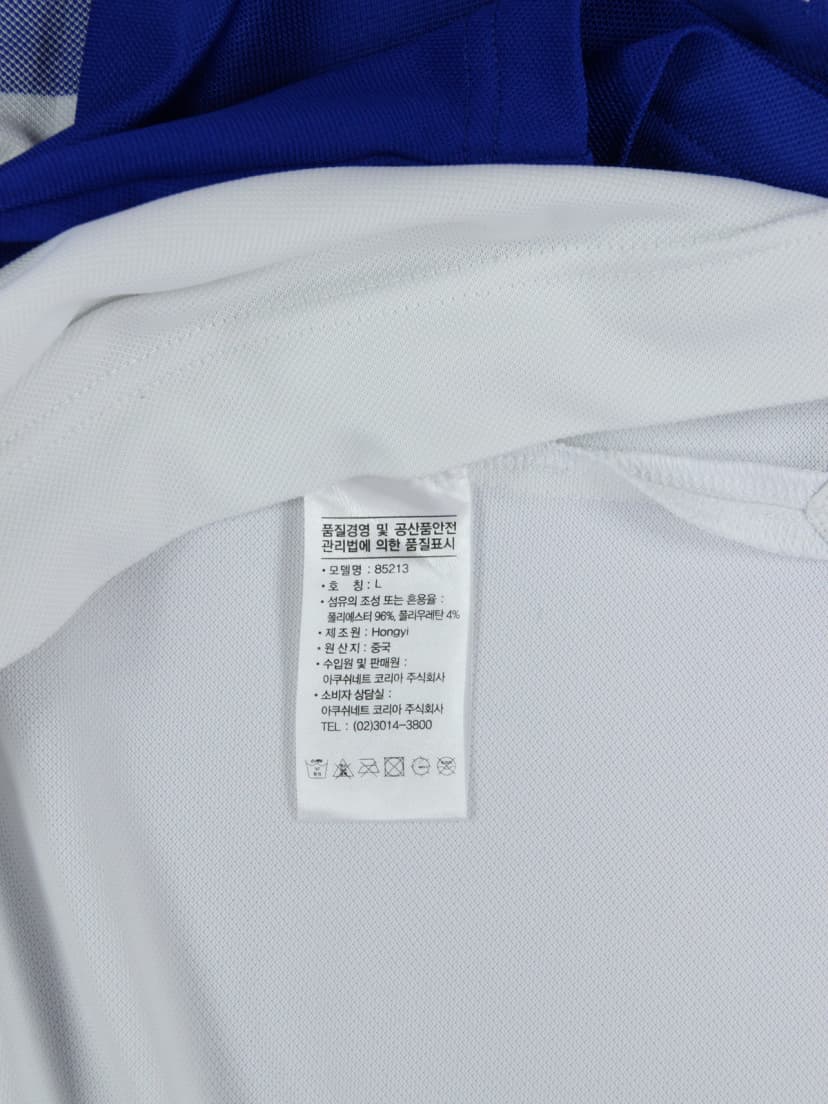 품질경영 및 공산품안전
관리법에 의한 품질표시
• 모델명 : 85213
• 호 칭 : L
• 섬유의 조성 또는 혼용율 :
폴리에스터 96%, 폴리우레탄 4%
• 제조원 : Hongyi
• 원산지 : 중국
• 수입원 및 판매원 :
아쿠쉬네트 코리아 주식회사
• 소비자 상담실 :
아쿠쉬네트 코리아 주식회사
TEL : (02)3014-3800